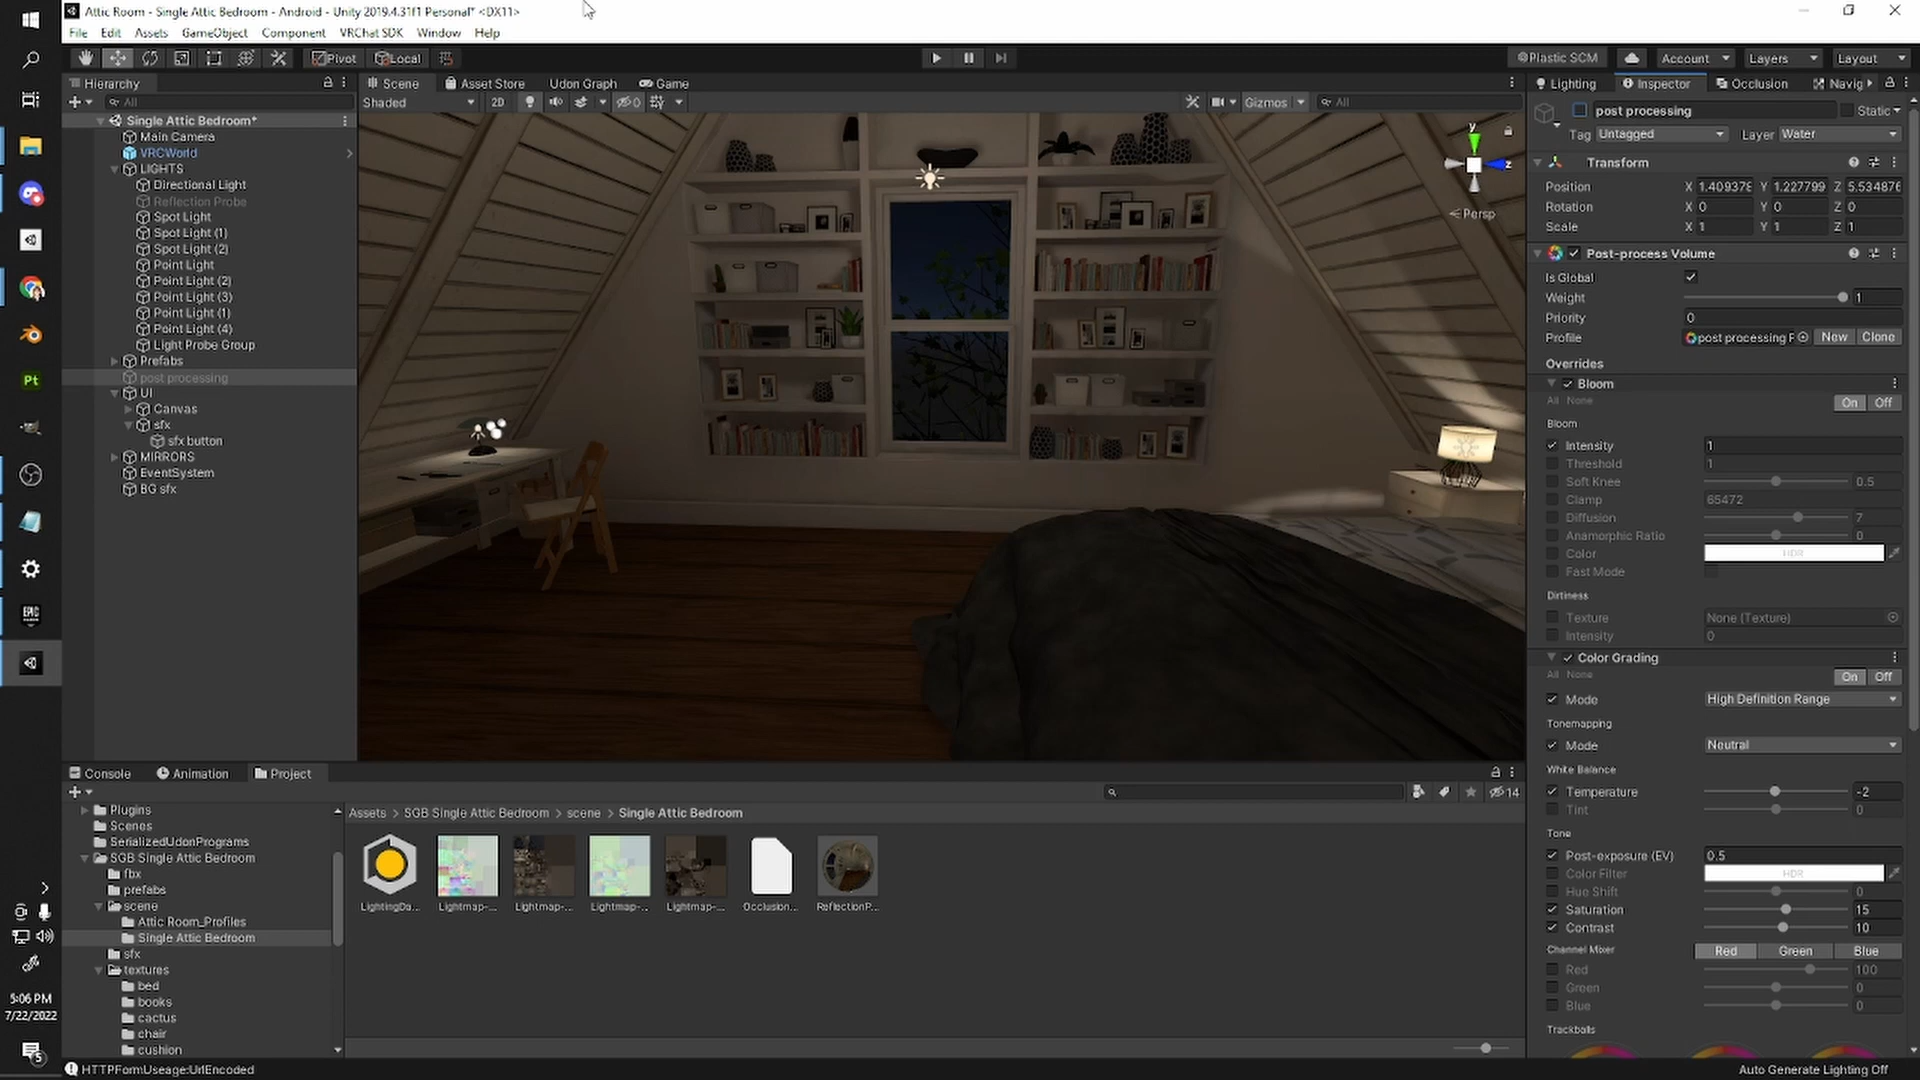 Attic Room - Single Attic Bedroom - Android - Unity 2019.4.31f1 Personal* <DX11>
File Edit Assets GameObject Component VRChat SDK Window Help
Pivot Local Plastic SCM Account Layers Layout
Hierarchy Scene Asset Store Udon Graph Game Lighting Inspector Occlusion Navig
All Shaded 2D 0 Gizmos All
Single Attic Bedroom*
Main Camera
VRCWorld
LIGHTS
Directional Light
Reflection Probe
Spot Light
Spot Light (1)
Spot Light (2)
Point Light
Point Light (2)
Point Light (3)
Point Light (1)
Point Light (4)
Light Probe Group
Prefabs
post processing
UI
Canvas
sfx
sfx button
MIRRORS
EventSystem
BG sfx
y
z
Persp
post processing Static
Tag Untagged Layer Water
Transform
Position X 1.409379 Y 1.227799 Z 5.534876
Rotation X 0 Y 0 Z 0
Scale X 1 Y 1 Z 1
Post-process Volume
Is Global
Weight 1
Priority 0
Profile post processing F New Clone
Overrides
Bloom
All None On Off
Bloom
Intensity 1
Threshold 1
Soft Knee 0.5
Clamp 65472
Diffusion 7
Anamorphic Ratio 0
Color HDR
Fast Mode
Dirtiness
Texture None (Texture)
Intensity 0
Color Grading
All None On Off
Mode High Definition Range
Tonemapping
Mode Neutral
White Balance
Temperature -2
Tint 0
Tone
Post-exposure (EV) 0.5
Color Filter HDR
Hue Shift 0
Saturation 15
Contrast 10
Channel Mixer Red Green Blue
Red 100
Green 0
Blue 0
Trackballs
Console Animation Project
14
Plugins
Scenes
SerializedUdonPrograms
SGB Single Attic Bedroom
fbx
prefabs
scene
Attic Room_Profiles
Single Attic Bedroom
sfx
textures
bed
books
cactus
chair
cushion
Assets > SGB Single Attic Bedroom > scene > Single Attic Bedroom
LightingDa... Lightmap-... Lightmap-... Lightmap-... Lightmap-... Occlusion... ReflectionP...
Pt
EPIC
5:06 PM
7/22/2022
5
HTTPFormUseage:UrlEncoded
Auto Generate Lighting Off